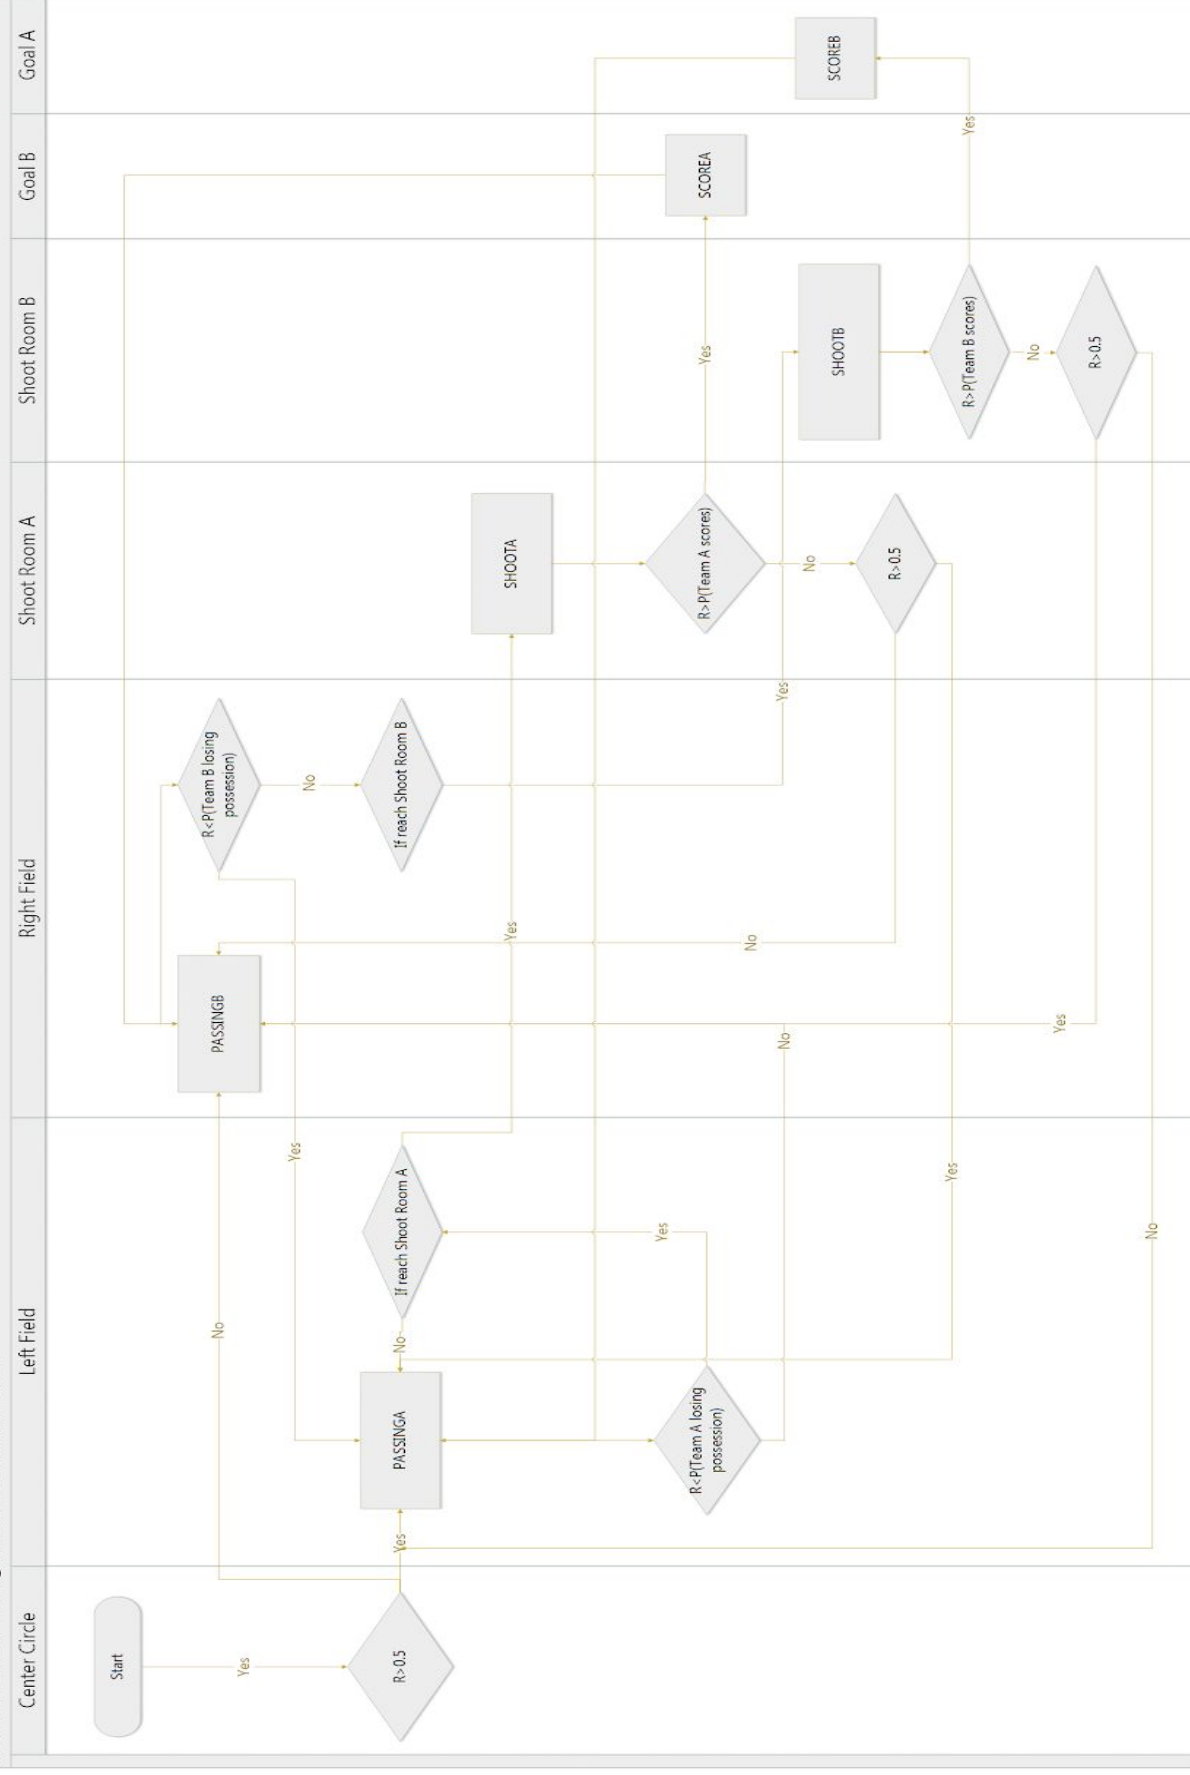 Center Circle
Left Field
Right Field
Shoot Room A
Shoot Room B
Goal B
Goal A
Start
Yes
R>0.5
No
Yes
PASSINGA
No
If reach Shoot Room A
Yes
R<P(Team A losing
possession)
Yes
No
PASSINGB
R<P(Team B losing
possession)
No
If reach Shoot Room B
Yes
Yes
No
No
Yes
Yes
No
SHOOTA
R>P(Team A scores)
No
R>0.5
Yes
SHOOTB
R>P(Team B scores)
No
R>0.5
Yes
SCOREA
SCOREB